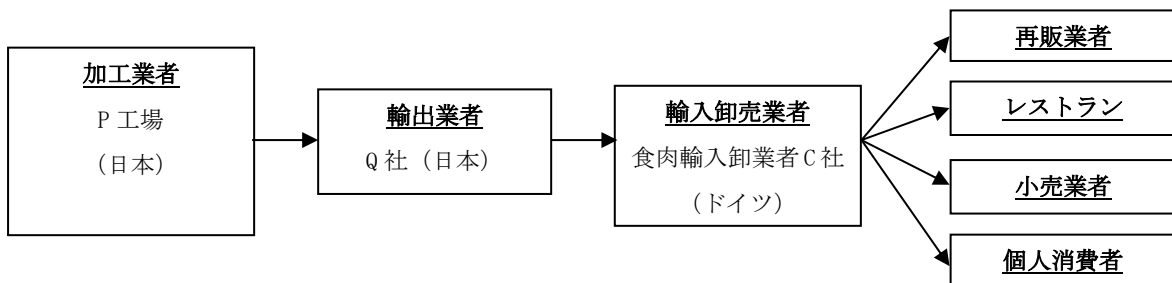 加工業者
P工場
（日本）
輸出業者
Q社（日本）
輸入卸売業者
食肉輸入卸業者C社
（ドイツ）
再販業者
レストラン
小売業者
個人消費者